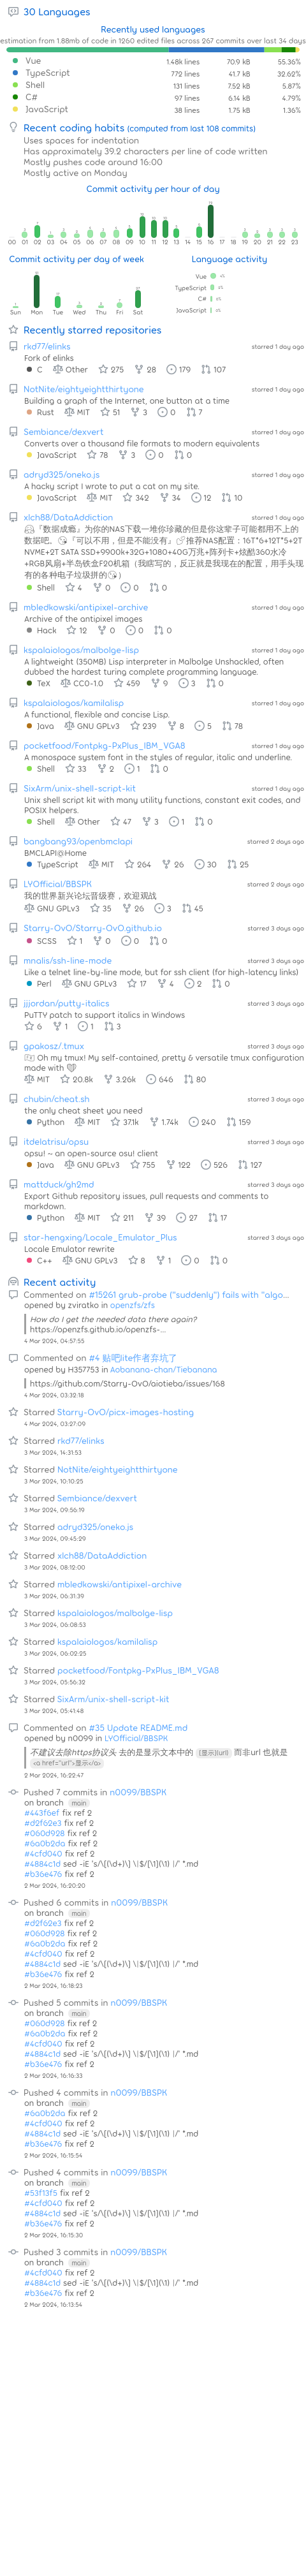 30 Languages
Recently used languages
estimation from 1.88mb of code in 1260 edited files across 267 commits over last 34 days
Vue 1.48k lines 70.9 kB 55.36%
TypeScript 772 lines 41.7 kB 32.62%
Shell 131 lines 7.52 kB 5.87%
C# 97 lines 6.14 kB 4.79%
JavaScript 38 lines 1.75 kB 1.36%
Recent coding habits (computed from last 108 commits)
Uses spaces for indentation
Has approximately 39.2 characters per line of code written
Mostly pushes code around 16:00
Mostly active on Monday
Commit activity per hour of day
00 01 02 03 04 05 06 07 08 09 10 11 12 13 14 15 16 17 18 19 20 21 22 23
Commit activity per day of week
Language activity
Vue
TypeScript
C#
JavaScript
Sun Mon Tue Wed Thu Fri Sat
Recently starred repositories
rkd77/elinks starred 1 day ago
Fork of elinks
C Other 275 28 179 107
NotNite/eightyeightthirtyone starred 1 day ago
Building a graph of the Internet, one button at a time
Rust MIT 51 3 0 7
Sembiance/dexvert starred 1 day ago
Converts over a thousand file formats to modern equivalents
JavaScript 78 3 0 0
adryd325/oneko.js starred 1 day ago
A hacky script I wrote to put a cat on my site.
JavaScript MIT 342 34 12 10
xlch88/DataAddiction starred 1 day ago
『数据成瘾』为你的NAS下载一堆你珍藏的但是你这辈子可能都用不上的
数据吧。『可以不用，但是不能没有』推荐NAS配置：16T*6+12T*5+2T
NVME+2T SATA SSD+9900k+32G+1080+40G万兆+阵列卡+炫酷360水冷
+RGB风扇+半岛铁盒F20机箱（我瞎写的，反正就是我现在的配置，用手头现
有的各种电子垃圾拼的）
Shell 4 0 0 0
mbledkowski/antipixel-archive starred 1 day ago
Archive of the antipixel images
Hack 12 0 0 0
kspalaiologos/malbolge-lisp starred 1 day ago
A lightweight (350MB) Lisp interpreter in Malbolge Unshackled, often
dubbed the hardest turing complete programming language.
TeX CC0-1.0 459 9 3 0
kspalaiologos/kamilalisp starred 1 day ago
A functional, flexible and concise Lisp.
Java GNU GPLv3 239 8 5 78
pocketfood/Fontpkg-PxPlus_IBM_VGA8 starred 1 day ago
A monospace system font in the styles of regular, italic and underline.
Shell 33 2 1 0
SixArm/unix-shell-script-kit starred 1 day ago
Unix shell script kit with many utility functions, constant exit codes, and
POSIX helpers.
Shell Other 47 3 1 0
bangbang93/openbmclapi starred 2 days ago
BMCLAPI@Home
TypeScript MIT 264 26 30 25
LYOfficial/BBSPK starred 2 days ago
我的世界新兴论坛晋级赛，欢迎观战
GNU GPLv3 35 26 3 45
Starry-OvO/Starry-OvO.github.io starred 3 days ago
SCSS 1 0 0 0
mnalis/ssh-line-mode starred 3 days ago
Like a telnet line-by-line mode, but for ssh client (for high-latency links)
Perl GNU GPLv3 17 4 2 0
jjjordan/putty-italics starred 3 days ago
PuTTY patch to support italics in Windows
6 1 1 3
gpakosz/.tmux starred 3 days ago
Oh my tmux! My self-contained, pretty & versatile tmux configuration
made with
MIT 20.8k 3.26k 646 80
chubin/cheat.sh starred 3 days ago
the only cheat sheet you need
Python MIT 37.1k 1.74k 240 159
itdelatrisu/opsu starred 3 days ago
opsu! ~ an open-source osu! client
Java GNU GPLv3 755 122 526 127
mattduck/gh2md starred 3 days ago
Export Github repository issues, pull requests and comments to
markdown.
Python MIT 211 39 27 17
star-hengxing/Locale_Emulator_Plus starred 3 days ago
Locale Emulator rewrite
C++ GNU GPLv3 8 1 0 0
Recent activity
Commented on #15261 grub-probe ("suddenly") fails with "algo...
opened by zviratko in openzfs/zfs
How do I get the needed data there again?
https://openzfs.github.io/openzfs-...
4 Mar 2024, 04:57:55
Commented on #4 贴吧lite作者弃坑了
opened by H357753 in Aobanana-chan/Tiebanana
https://github.com/Starry-OvO/aiotieba/issues/168
4 Mar 2024, 03:32:18
Starred Starry-OvO/picx-images-hosting
4 Mar 2024, 03:27:09
Starred rkd77/elinks
3 Mar 2024, 14:31:53
Starred NotNite/eightyeightthirtyone
3 Mar 2024, 10:10:25
Starred Sembiance/dexvert
3 Mar 2024, 09:56:19
Starred adryd325/oneko.js
3 Mar 2024, 09:45:29
Starred xlch88/DataAddiction
3 Mar 2024, 08:12:00
Starred mbledkowski/antipixel-archive
3 Mar 2024, 06:31:39
Starred kspalaiologos/malbolge-lisp
3 Mar 2024, 06:08:53
Starred kspalaiologos/kamilalisp
3 Mar 2024, 06:02:25
Starred pocketfood/Fontpkg-PxPlus_IBM_VGA8
3 Mar 2024, 05:56:32
Starred SixArm/unix-shell-script-kit
3 Mar 2024, 05:41:48
Commented on #35 Update README.md
opened by n0099 in LYOfficial/BBSPK
不建议去除https协议头 去的是显示文本中的 [显示](url) 而非url 也就是
<a href="url">显示</a>
2 Mar 2024, 16:22:47
Pushed 7 commits in n0099/BBSPK
on branch main
#443f6ef fix ref 2
#d2f62e3 fix ref 2
#060d928 fix ref 2
#6a0b2da fix ref 2
#4cfd040 fix ref 2
#4884c1d sed -iE 's/\[(\d+)\] \|$/[\1](\1) |/' *.md
#b36e476 fix ref 2
2 Mar 2024, 16:20:20
Pushed 6 commits in n0099/BBSPK
on branch main
#d2f62e3 fix ref 2
#060d928 fix ref 2
#6a0b2da fix ref 2
#4cfd040 fix ref 2
#4884c1d sed -iE 's/\[(\d+)\] \|$/[\1](\1) |/' *.md
#b36e476 fix ref 2
2 Mar 2024, 16:18:23
Pushed 5 commits in n0099/BBSPK
on branch main
#060d928 fix ref 2
#6a0b2da fix ref 2
#4cfd040 fix ref 2
#4884c1d sed -iE 's/\[(\d+)\] \|$/[\1](\1) |/' *.md
#b36e476 fix ref 2
2 Mar 2024, 16:16:33
Pushed 4 commits in n0099/BBSPK
on branch main
#6a0b2da fix ref 2
#4cfd040 fix ref 2
#4884c1d sed -iE 's/\[(\d+)\] \|$/[\1](\1) |/' *.md
#b36e476 fix ref 2
2 Mar 2024, 16:15:54
Pushed 4 commits in n0099/BBSPK
on branch main
#53f13f5 fix ref 2
#4cfd040 fix ref 2
#4884c1d sed -iE 's/\[(\d+)\] \|$/[\1](\1) |/' *.md
#b36e476 fix ref 2
2 Mar 2024, 16:15:30
Pushed 3 commits in n0099/BBSPK
on branch main
#4cfd040 fix ref 2
#4884c1d sed -iE 's/\[(\d+)\] \|$/[\1](\1) |/' *.md
#b36e476 fix ref 2
2 Mar 2024, 16:13:54